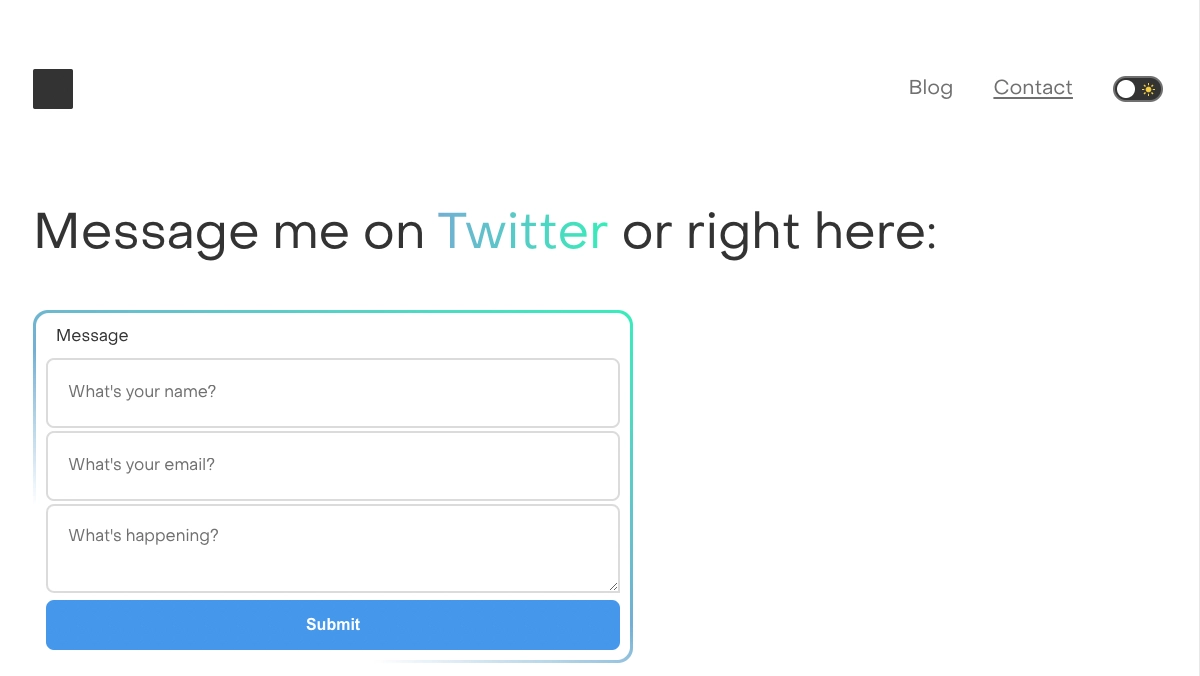 Blog Contact
Message me on Twitter or right here:
Message
What's your name?
What's your email?
What's happening?
Submit